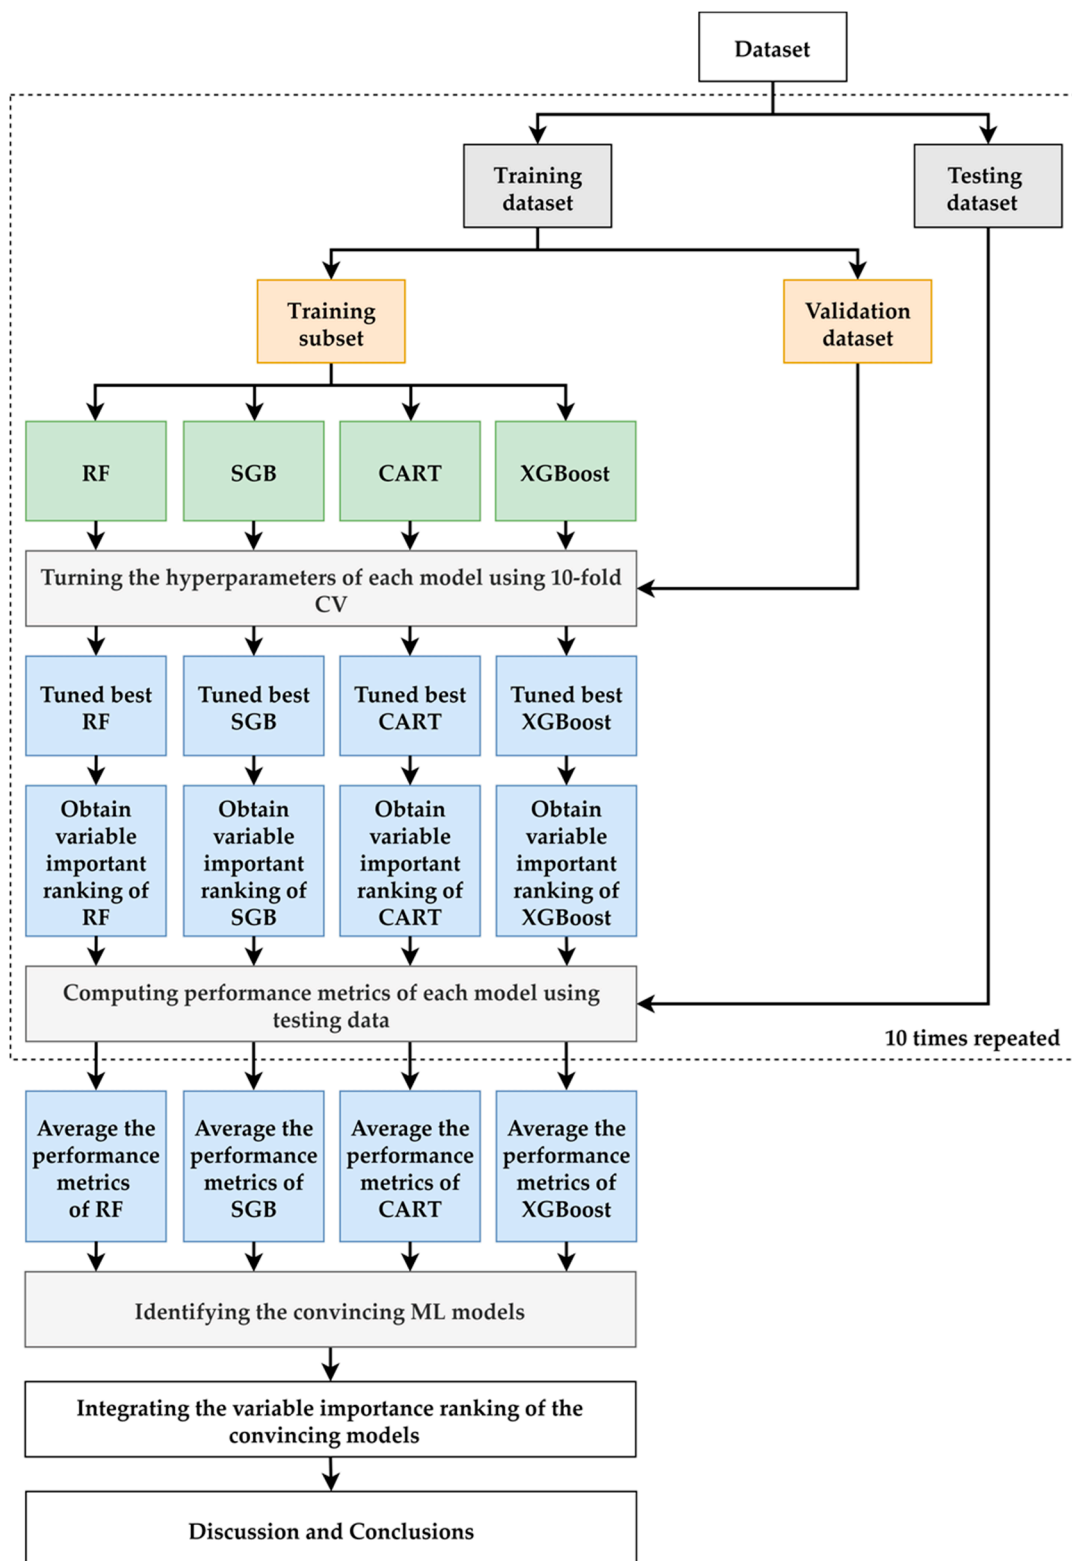 Dataset
Training
dataset
Testing
dataset
Training
subset
Validation
dataset
RF
SGB
CART
XGBoost
Turning the hyperparameters of each model using 10-fold
CV
Tuned best
RF
Tuned best
SGB
Tuned best
CART
Tuned best
XGBoost
Obtain
variable
important
ranking of
RF
Obtain
variable
important
ranking of
SGB
Obtain
variable
important
ranking of
CART
Obtain
variable
important
ranking of
XGBoost
Computing performance metrics of each model using
testing data
10 times repeated
Average the
performance
metrics
of RF
Average the
performance
metrics of
SGB
Average the
performance
metrics of
CART
Average the
performance
metrics of
XGBoost
Identifying the convincing ML models
Integrating the variable importance ranking of the
convincing models
Discussion and Conclusions